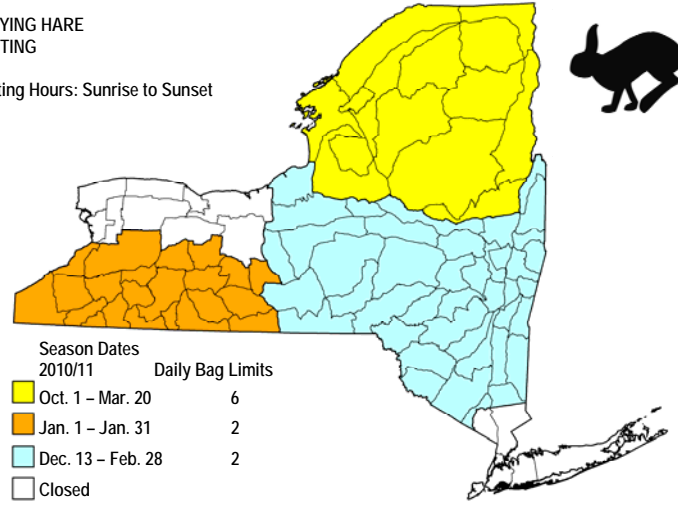 YING HARE
TING
ting Hours: Sunrise to Sunset
Season Dates
2010/11 Daily Bag Limits
Oct. 1 – Mar. 20 6
Jan. 1 – Jan. 31 2
Dec. 13 – Feb. 28 2
Closed